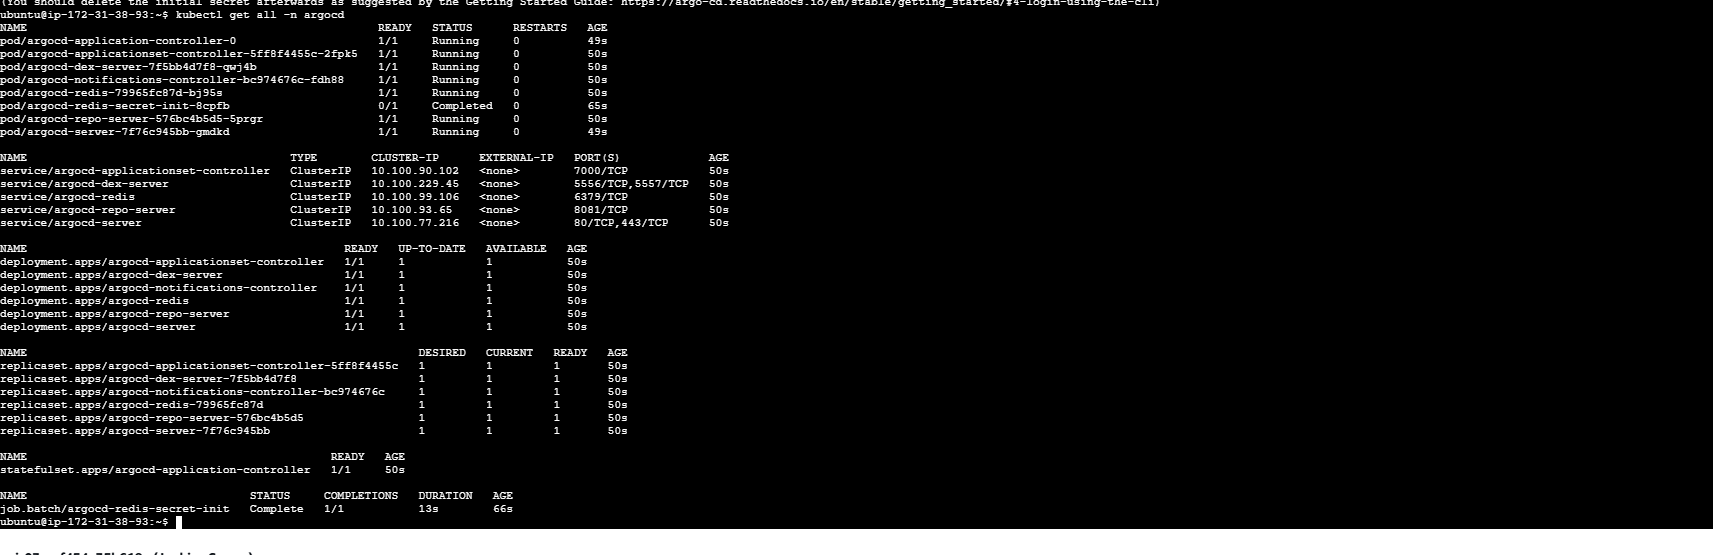 (You should delete the initial secret afterwards as suggested by the Getting Started Guide: https://argo-cd.readthedocs.io/en/stable/getting_started/#4-login-using-the-cli)
ubuntu@ip-172-31-38-93:~$ kubectl get all -n argocd
NAME READY STATUS RESTARTS AGE
pod/argocd-application-controller-0 1/1 Running 0 49s
pod/argocd-applicationset-controller-5ff8f4455c-2fpk5 1/1 Running 0 50s
pod/argocd-dex-server-7f5bb4d7f8-qwj4b 1/1 Running 0 50s
pod/argocd-notifications-controller-bc974676c-fdh88 1/1 Running 0 50s
pod/argocd-redis-79965fc87d-bj95s 1/1 Running 0 50s
pod/argocd-redis-secret-init-8cpfb 0/1 Completed 0 65s
pod/argocd-repo-server-576bc4b5d5-5prgr 1/1 Running 0 50s
pod/argocd-server-7f76c945bb-gmdkd 1/1 Running 0 49s
NAME TYPE CLUSTER-IP EXTERNAL-IP PORT(S) AGE
service/argocd-applicationset-controller ClusterIP 10.100.90.102 <none> 7000/TCP 50s
service/argocd-dex-server ClusterIP 10.100.229.45 <none> 5556/TCP,5557/TCP 50s
service/argocd-redis ClusterIP 10.100.99.106 <none> 6379/TCP 50s
service/argocd-repo-server ClusterIP 10.100.93.65 <none> 8081/TCP 50s
service/argocd-server ClusterIP 10.100.77.216 <none> 80/TCP,443/TCP 50s
NAME READY UP-TO-DATE AVAILABLE AGE
deployment.apps/argocd-applicationset-controller 1/1 1 1 50s
deployment.apps/argocd-dex-server 1/1 1 1 50s
deployment.apps/argocd-notifications-controller 1/1 1 1 50s
deployment.apps/argocd-redis 1/1 1 1 50s
deployment.apps/argocd-repo-server 1/1 1 1 50s
deployment.apps/argocd-server 1/1 1 1 50s
NAME DESIRED CURRENT READY AGE
replicaset.apps/argocd-applicationset-controller-5ff8f4455c 1 1 1 50s
replicaset.apps/argocd-dex-server-7f5bb4d7f8 1 1 1 50s
replicaset.apps/argocd-notifications-controller-bc974676c 1 1 1 50s
replicaset.apps/argocd-redis-79965fc87d 1 1 1 50s
replicaset.apps/argocd-repo-server-576bc4b5d5 1 1 1 50s
replicaset.apps/argocd-server-7f76c945bb 1 1 1 50s
NAME READY AGE
statefulset.apps/argocd-application-controller 1/1 50s
NAME STATUS COMPLETIONS DURATION AGE
job.batch/argocd-redis-secret-init Complete 1/1 13s 66s
ubuntu@ip-172-31-38-93:~$